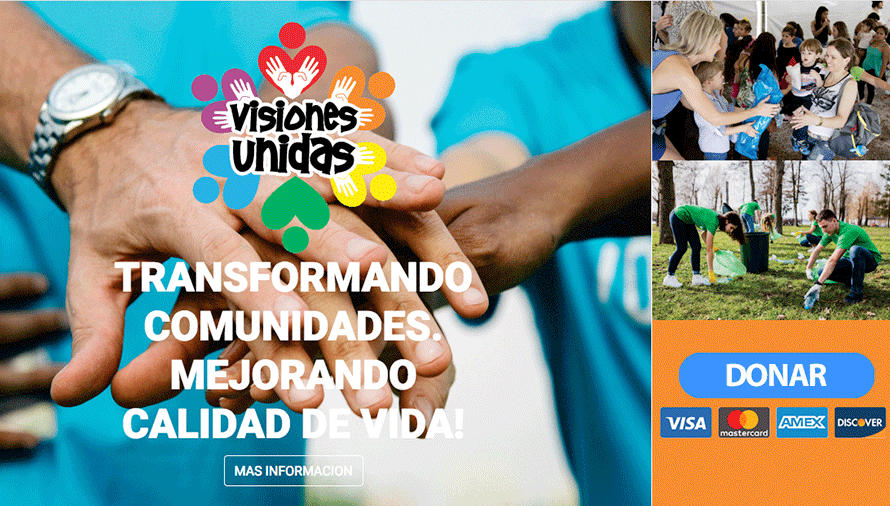 Visiones
Unidas
TRANSFORMANDO
COMUNIDADES.
MEJORANDO
CALIDAD DE VIDA!
MAS INFORMACION
DONAR
VISA
mastercard
AMEX
DISCOVER